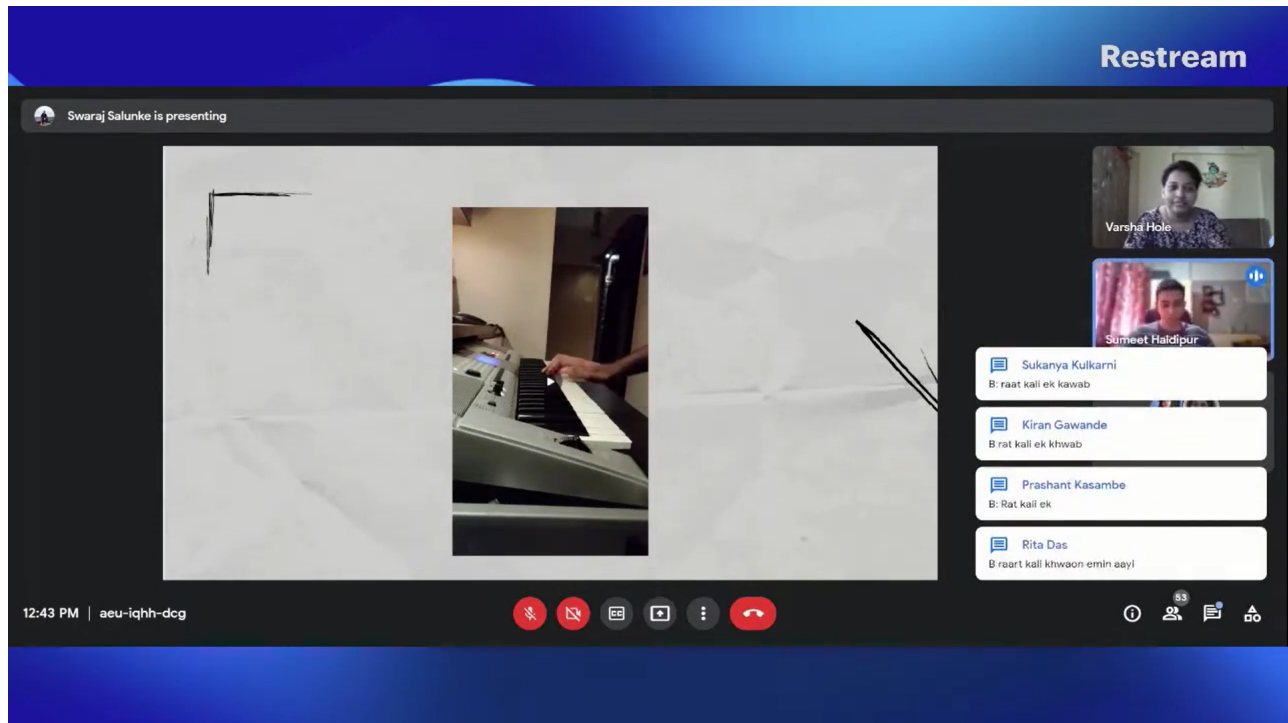 Restream
Swaraj Salunke is presenting
Varsha Hole
Sumeet Haldipur
Sukanya Kulkarni
B: raat kali ek kawab
Kiran Gawande
B rat kali ek khwab
Prashant Kasambe
B: Rat kali ek
Rita Das
B raart kali khwaon emin aayi
12:43 PM | aeu-iqhh-dcg
CC
53